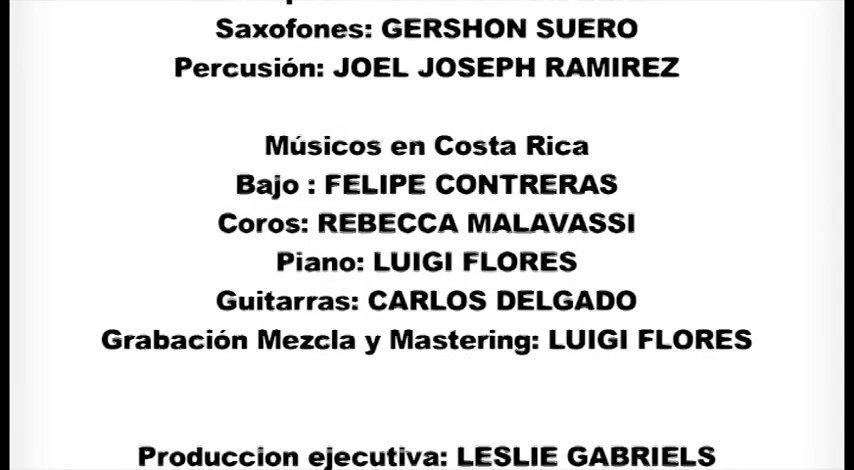 Saxofones: GERSHON SUERO
Percusión: JOEL JOSEPH RAMIREZ
Músicos en Costa Rica
Bajo : FELIPE CONTRERAS
Coros: REBECCA MALAVASSI
Piano: LUIGI FLORES
Guitarras: CARLOS DELGADO
Grabación Mezcla y Mastering: LUIGI FLORES
Produccion ejecutiva: LESLIE GABRIELS